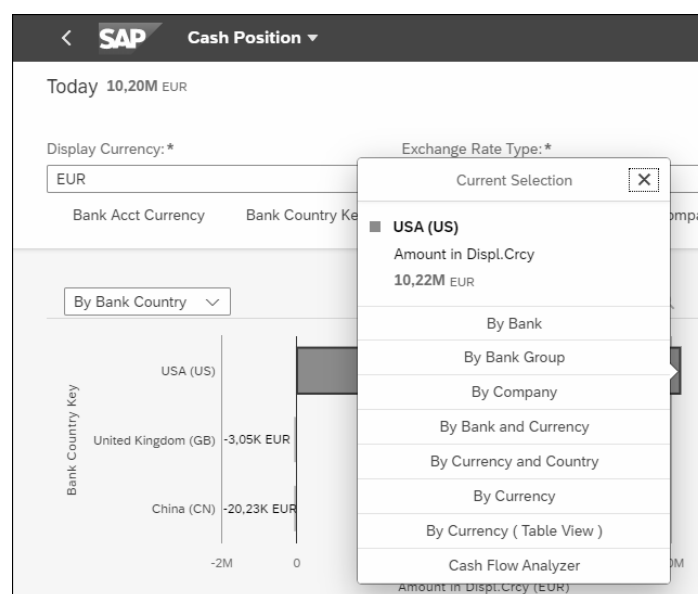 SAP Cash Position
Today 10,20M EUR
Display Currency:* Exchange Rate Type:*
EUR
Bank Acct Currency Bank Country Ke
Current Selection
USA (US)
Amount in Displ.Crcy
10,22M EUR
By Bank
By Bank Group
By Company
By Bank and Currency
By Currency and Country
By Currency
By Currency ( Table View )
Cash Flow Analyzer
By Bank Country
Bank Country Key
USA (US)
United Kingdom (GB) -3,05K EUR
China (CN) -20,23K EUR
-2M 0
Amount in Displ.Crcy (EUR)